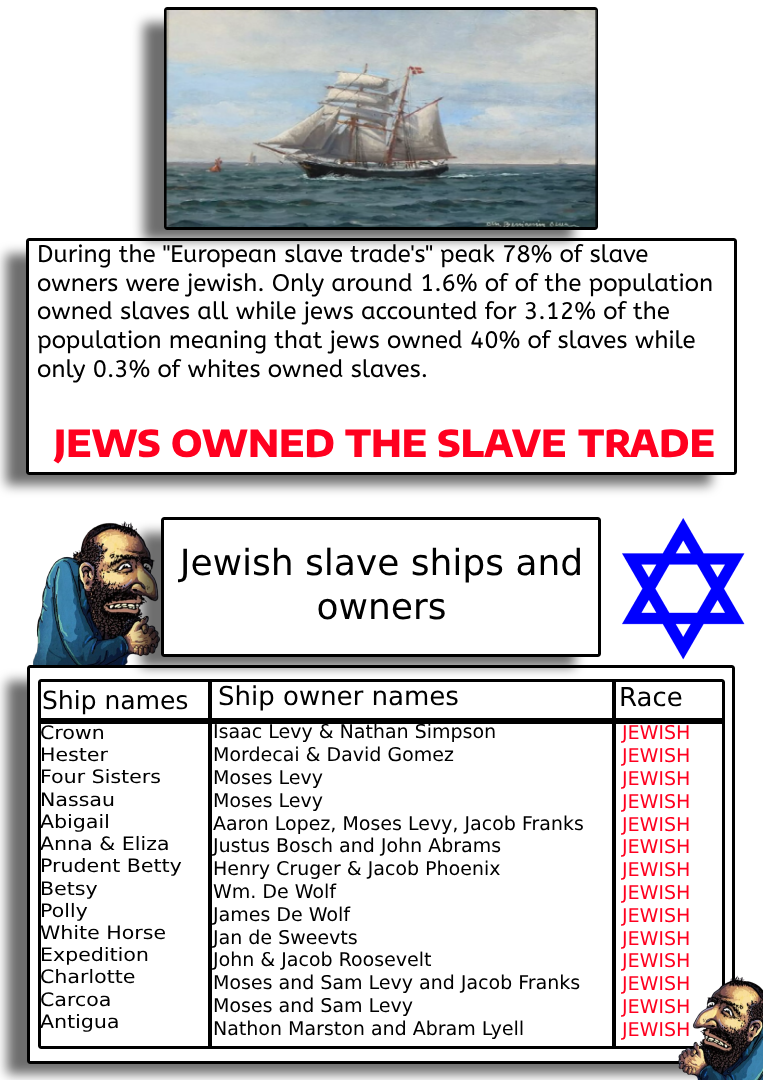 During the "European slave trade's" peak 78% of slave
owners were jewish. Only around 1.6% of of the population
owned slaves all while jews accounted for 3.12% of the
population meaning that jews owned 40% of slaves while
only 0.3% of whites owned slaves.
JEWS OWNED THE SLAVE TRADE
Jewish slave ships and
owners
Ship names Ship owner names Race
Crown Isaac Levy & Nathan Simpson JEWISH
Hester Mordecai & David Gomez JEWISH
Four Sisters Moses Levy JEWISH
Nassau Moses Levy JEWISH
Abigail Aaron Lopez, Moses Levy, Jacob Franks JEWISH
Anna & Eliza Justus Bosch and John Abrams JEWISH
Prudent Betty Henry Cruger & Jacob Phoenix JEWISH
Betsy Wm. De Wolf JEWISH
Polly James De Wolf JEWISH
White Horse Jan de Sweevts JEWISH
Expedition John & Jacob Roosevelt JEWISH
Charlotte Moses and Sam Levy and Jacob Franks JEWISH
Carcoa Moses and Sam Levy JEWISH
Antigua Nathon Marston and Abram Lyell JEWISH